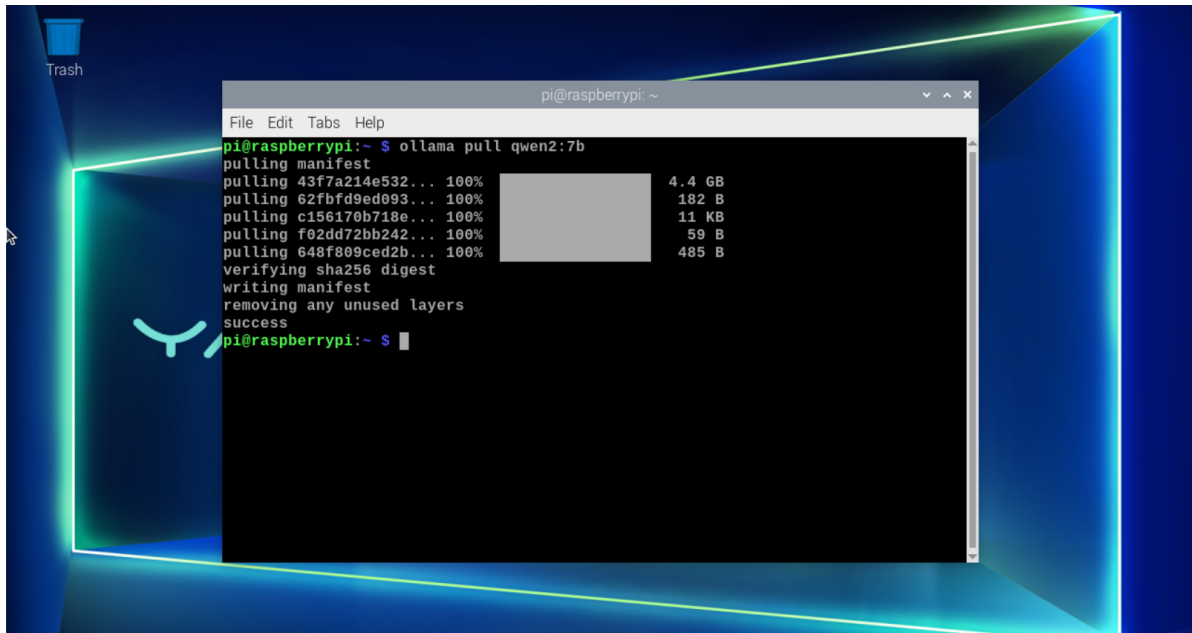 Trash
pi@raspberrypi: ~
File Edit Tabs Help
pi@raspberrypi:~ $ ollama pull qwen2:7b
pulling manifest
pulling 43f7a214e532... 100% 4.4 GB
pulling 62fbfd9ed093... 100% 182 B
pulling c156170b718e... 100% 11 KB
pulling f02dd72bb242... 100% 59 B
pulling 648f809ced2b... 100% 485 B
verifying sha256 digest
writing manifest
removing any unused layers
success
pi@raspberrypi:~ $